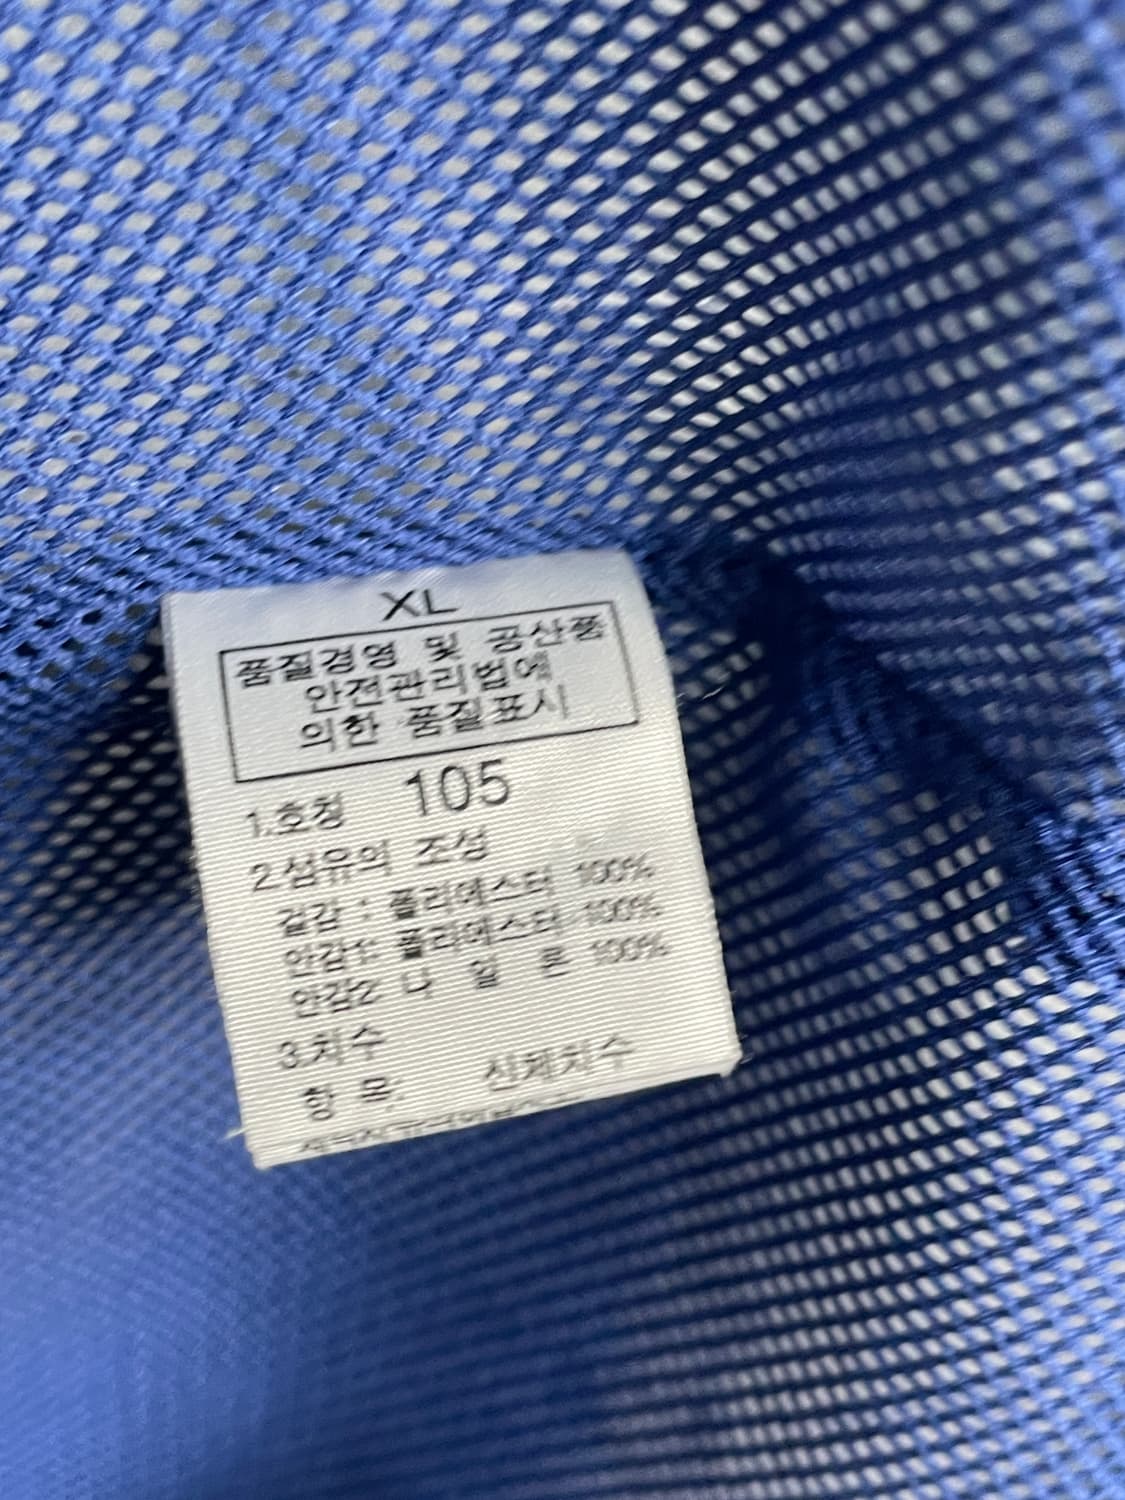 XL
품질경영 및 공산품
안전관리법에
의한 품질표시
1.호칭 105
2.섬유의 조성
겉감 : 폴리에스터 100%
안감1: 폴리에스터 100%
안감2: 나 일 론 100%
3.치수
항 목: 신체치수